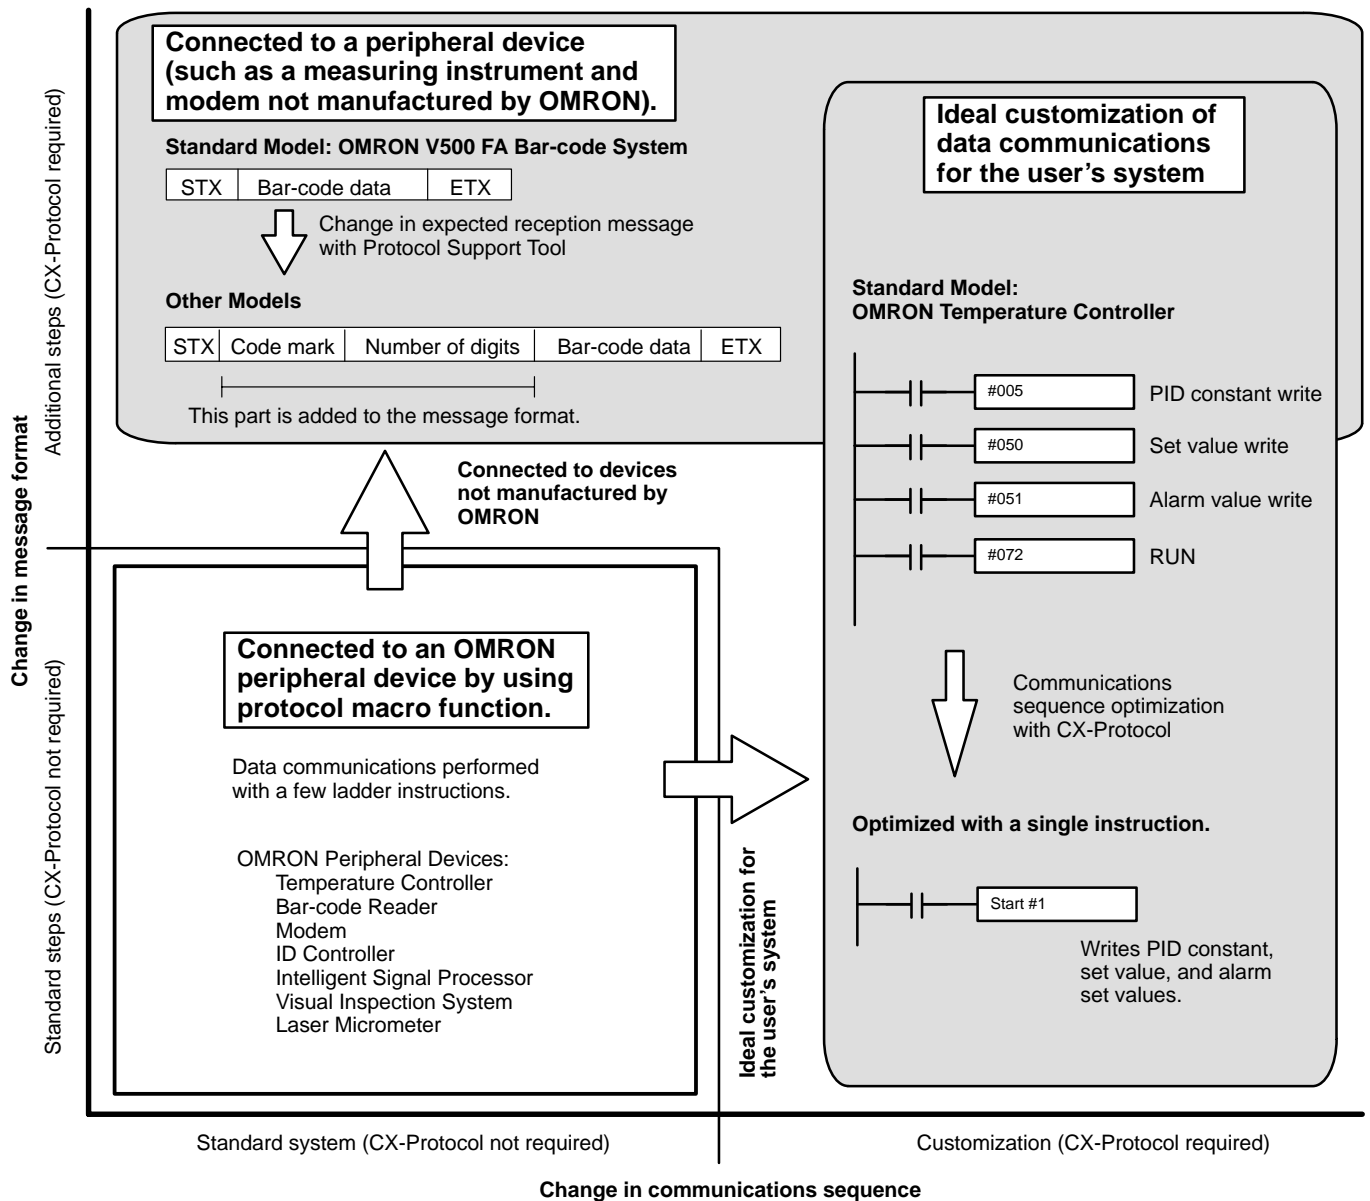 Connected to a peripheral device
(such as a measuring instrument and
modem not manufactured by OMRON).
Standard Model: OMRON V500 FA Bar-code System
STX Bar-code data ETX
Change in expected reception message
with Protocol Support Tool
Other Models
STX Code mark Number of digits Bar-code data ETX
This part is added to the message format.
Ideal customization of
data communications
for the user's system
Standard Model:
OMRON Temperature Controller
#005 PID constant write
#050 Set value write
#051 Alarm value write
#072 RUN
Communications
sequence optimization
with CX-Protocol
Optimized with a single instruction.
Start #1
Writes PID constant,
set value, and alarm
set values.
Connected to devices
not manufactured by
OMRON
Connected to an OMRON
peripheral device by using
protocol macro function.
Data communications performed
with a few ladder instructions.
OMRON Peripheral Devices:
Temperature Controller
Bar-code Reader
Modem
ID Controller
Intelligent Signal Processor
Visual Inspection System
Laser Micrometer
Ideal customization for
the user's system
Change in message format
Additional steps (CX-Protocol required)
Standard steps (CX-Protocol not required)
Standard system (CX-Protocol not required)
Customization (CX-Protocol required)
Change in communications sequence